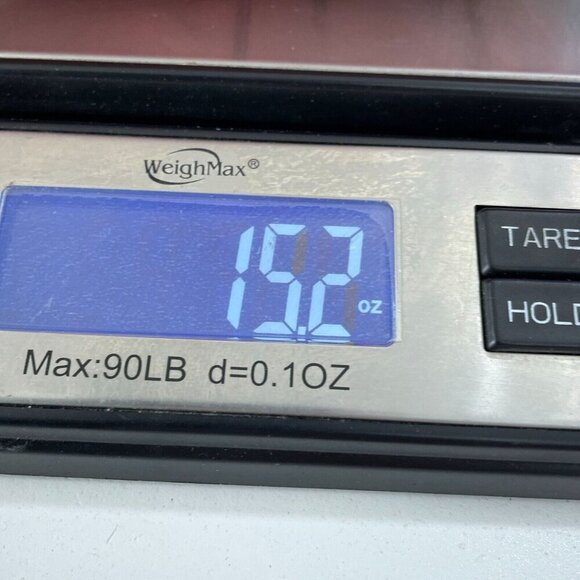 WeighMax®
15.2 oz
TARE
HOLD
Max:90LB d=0.1OZ